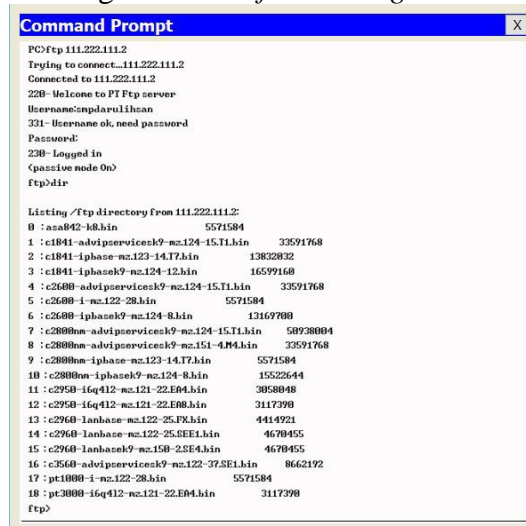 Command Prompt X
PC>ftp 111.222.111.2
Trying to connect...111.222.111.2
Connected to 111.222.111.2
220- Welcome to PT Ftp server
Username:smpdarulihsan
331- Username ok, need password
Password:
230- Logged in
(passive mode On)
ftp>dir
Listing /ftp directory from 111.222.111.2:
0 : asa842-k8.bin 5571584
1 : c1841-advipservicesk9-mz.124-15.T1.bin 33591768
2 : c1841-ipbase-mz.123-14.T7.bin 13832032
3 : c1841-ipbasek9-mz.124-12.bin 16599160
4 : c2600-advipservicesk9-mz.124-15.T1.bin 33591768
5 : c2600-i-mz.122-28.bin 5571584
6 : c2600-ipbasek9-mz.124-8.bin 13169700
7 : c2800nm-advipservicesk9-mz.124-15.T1.bin 50938004
8 : c2800nm-advipservicesk9-mz.151-4.M4.bin 33591768
9 : c2800nm-ipbase-mz.123-14.T7.bin 5571584
10 : c2800nm-ipbasek9-mz.124-8.bin 15522644
11 : c2950-i6q4l2-mz.121-22.EA4.bin 3058048
12 : c2950-i6q4l2-mz.121-22.EA8.bin 3117390
13 : c2960-lanbase-mz.122-25.FX.bin 4414921
14 : c2960-lanbase-mz.122-25.SEE1.bin 4670455
15 : c2960-lanbasek9-mz.150-2.SE4.bin 4670455
16 : c3560-advipservicesk9-mz.122-37.SE1.bin 8662192
17 : pt1000-i-mz.122-28.bin 5571584
18 : pt3000-i6q4l2-mz.121-22.EA4.bin 3117390
ftp>